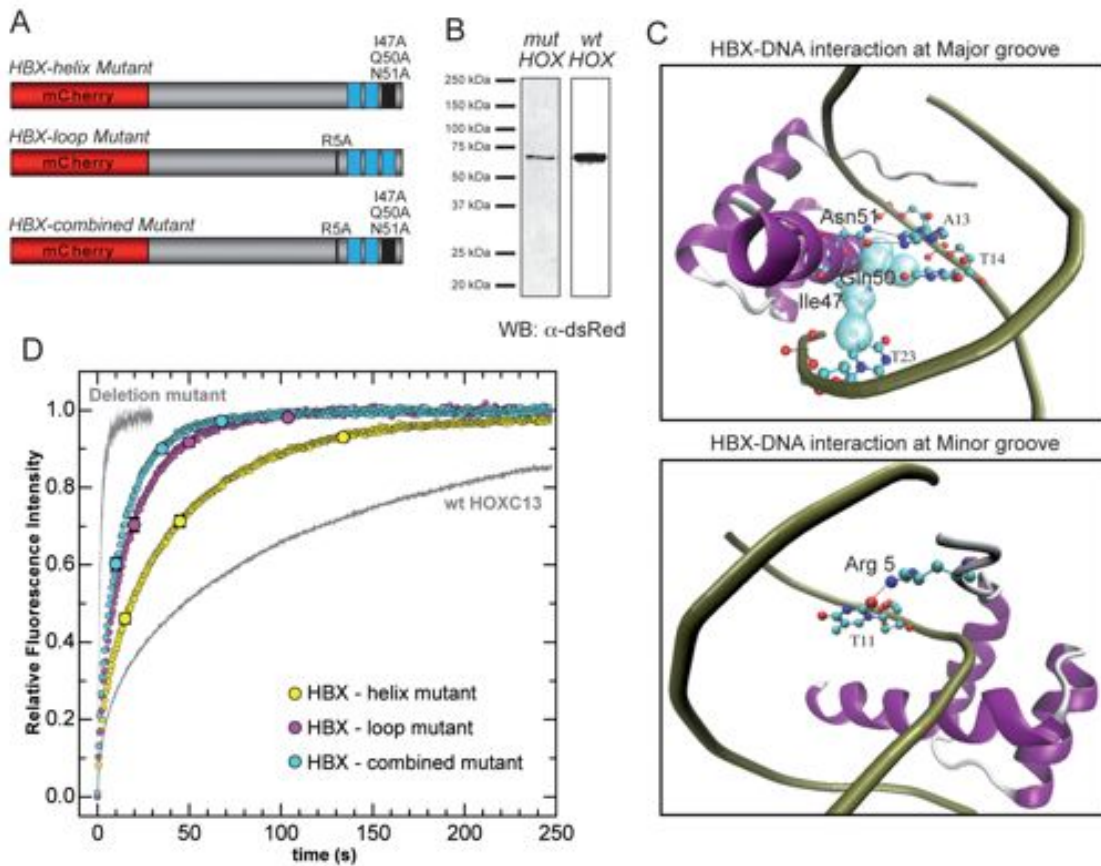 A
I47A
Q50A
N51A
HBX-helix Mutant
mCherry
HBX-loop Mutant
R5A
mCherry
I47A
Q50A
N51A
HBX-combined Mutant
R5A
mCherry
B
mut wt
HOX HOX
250 kDa
150 kDa
100 kDa
75 kDa
50 kDa
37 kDa
25 kDa
20 kDa
WB: α-dsRed
C
HBX-DNA interaction at Major groove
Asn51
A13
T14
Gln50
Ile47
T23
HBX-DNA interaction at Minor groove
Arg 5
T11
D
Deletion mutant
wt HOXC13
HBX - helix mutant
HBX - loop mutant
HBX - combined mutant
Relative Fluorescence Intensity
1.0
0.8
0.6
0.4
0.2
0.0
0 50 100 150 200 250
time (s)